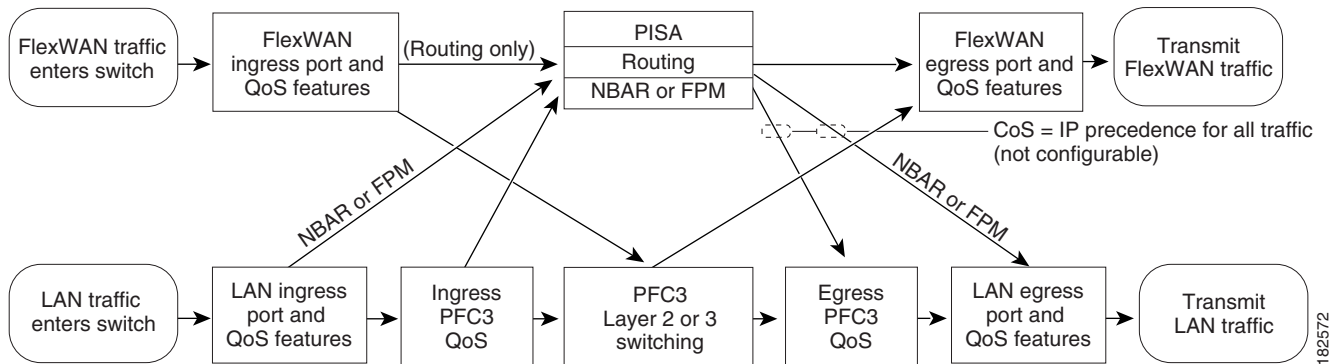 FlexWAN traffic
enters switch
FlexWAN
ingress port and
QoS features
(Routing only)
PISA
Routing
NBAR or FPM
FlexWAN
egress port and
QoS features
Transmit
FlexWAN traffic
CoS = IP precedence for all traffic
(not configurable)
NBAR or FPM
NBAR or FPM
LAN traffic
enters switch
LAN ingress
port and
QoS features
Ingress
PFC3
QoS
PFC3
Layer 2 or 3
switching
Egress
PFC3
QoS
LAN egress
port and
QoS features
Transmit
LAN traffic
182572